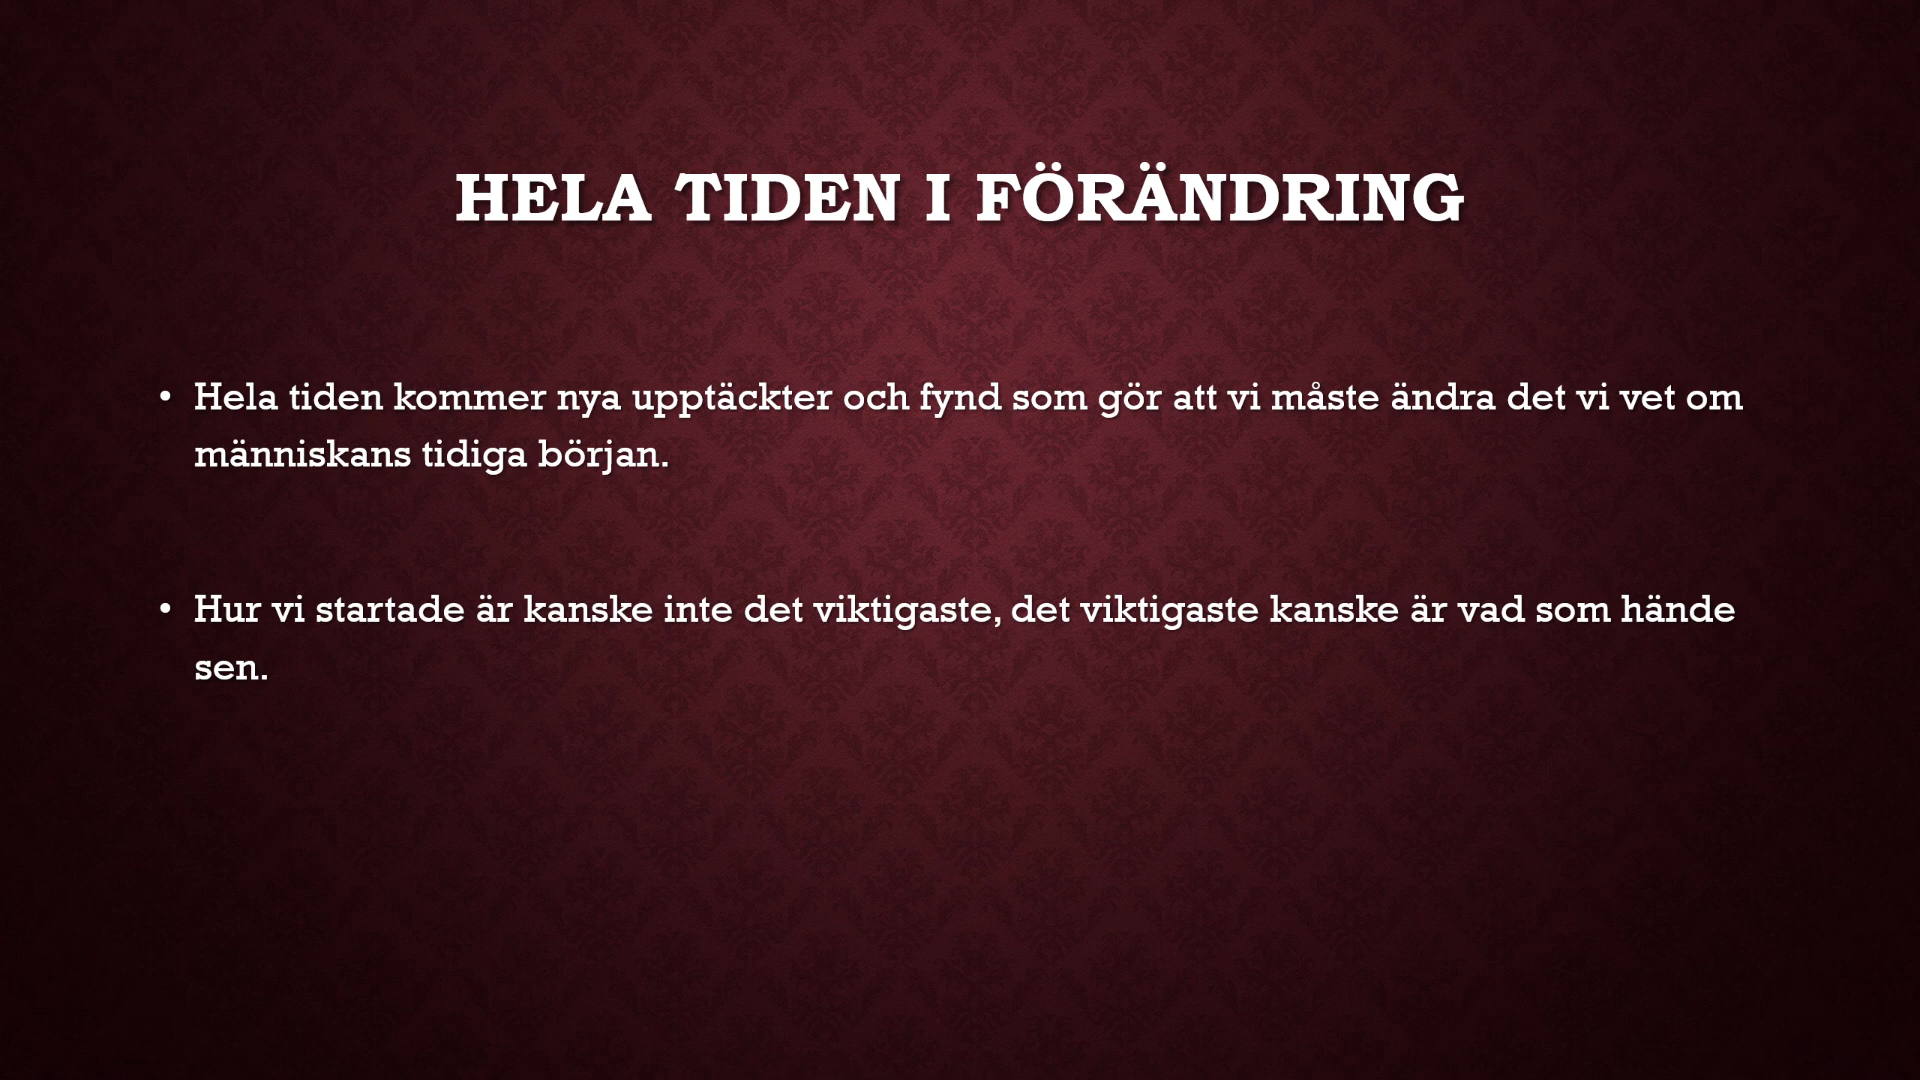 HELA TIDEN I FÖRÄNDRING
• Hela tiden kommer nya upptäckter och fynd som gör att vi måste ändra det vi vet om
människans tidiga början.
• Hur vi startade är kanske inte det viktigaste, det viktigaste kanske är vad som hände
sen.